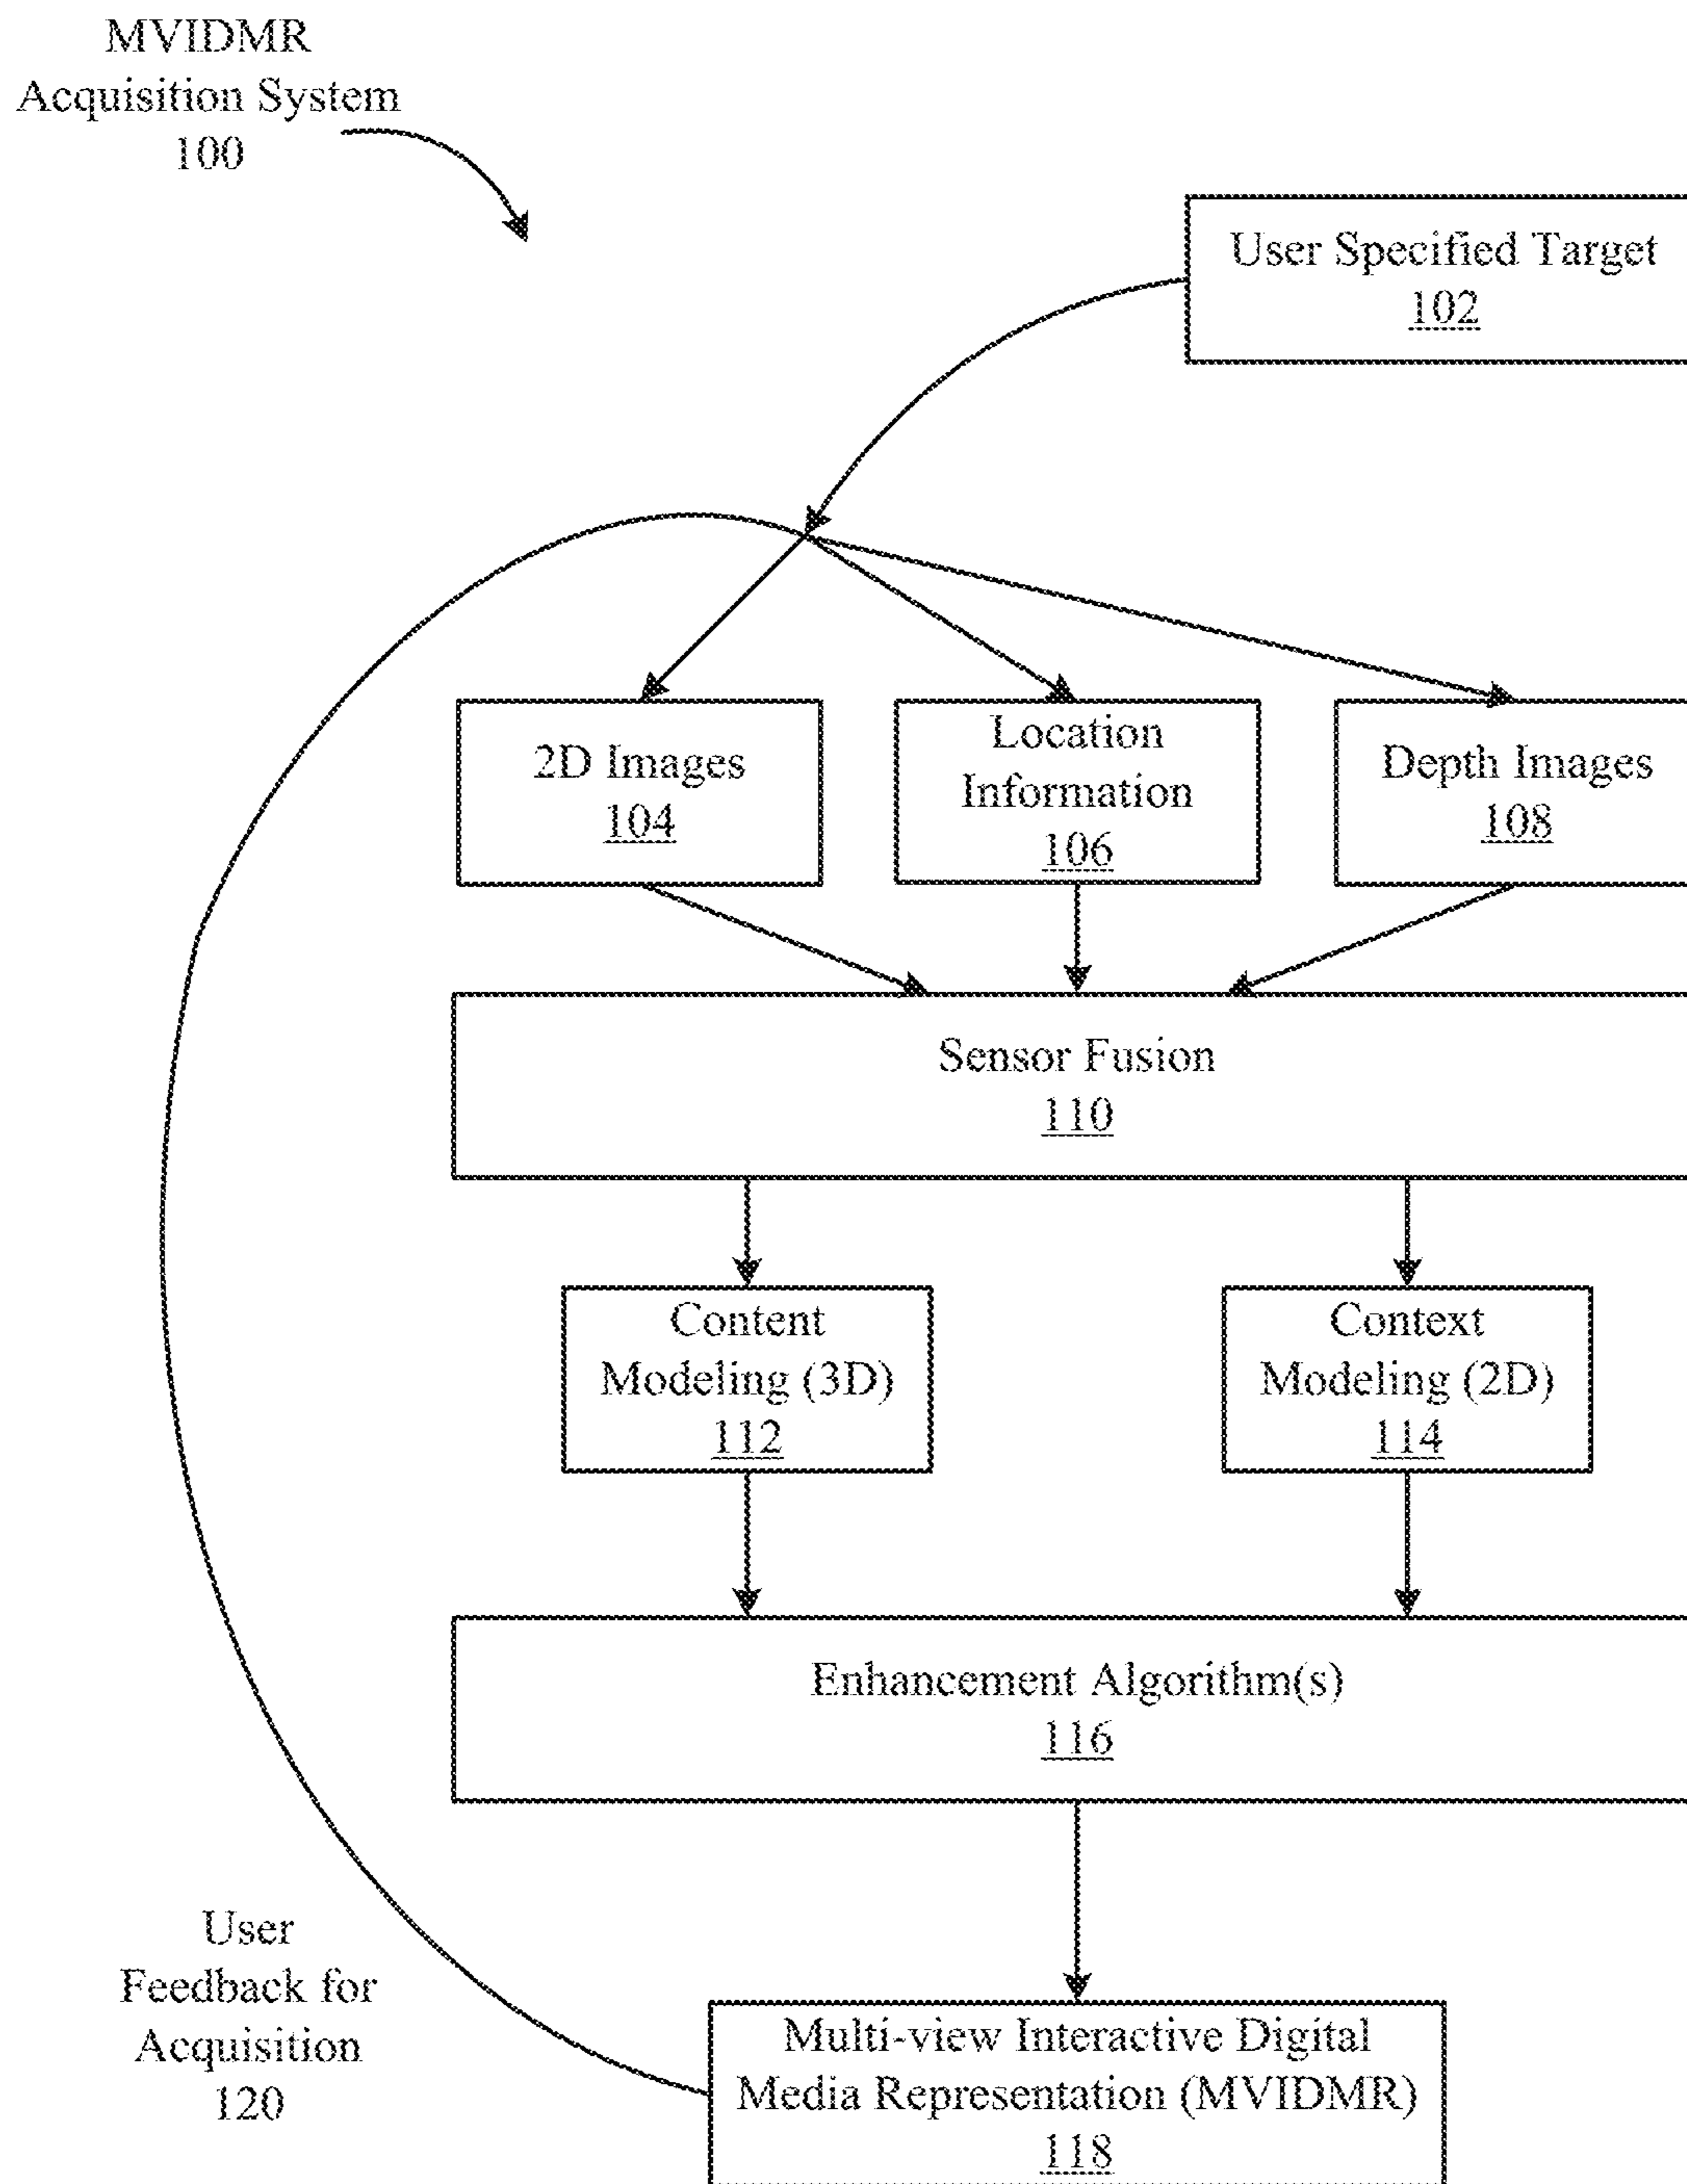 MVIDMR
Acquisition System
100
User Specified Target
102
2D Images
104
Location
Information
106
Depth Images
108
Sensor Fusion
110
Content
Modeling (3D)
112
Context
Modeling (2D)
114
Enhancement Algorithm(s)
116
User
Feedback for
Acquisition
120
Multi-view Interactive Digital
Media Representation (MVIDMR)
118